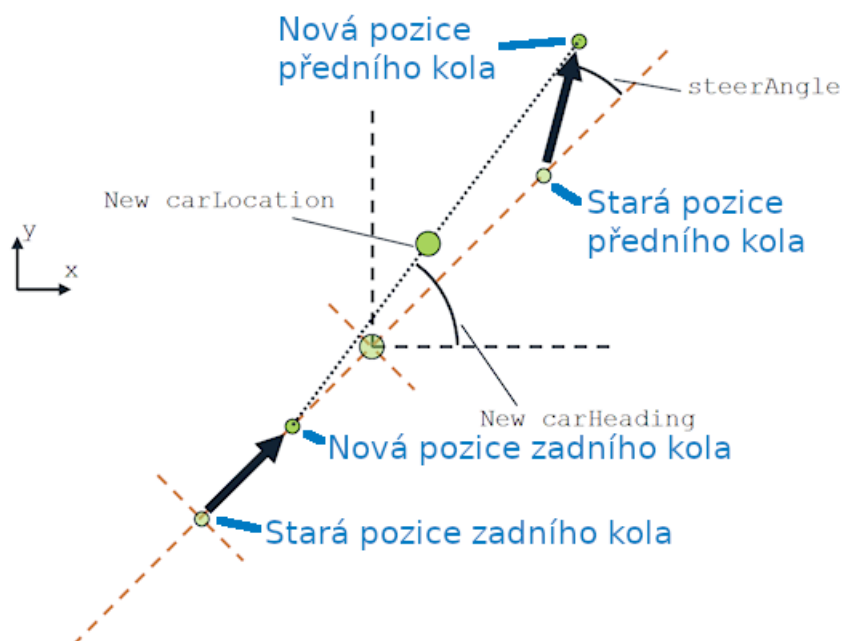 Nová pozice
předního kola
steerAngle
New carLocation
Stará pozice
předního kola
y
x
New carHeading
Nová pozice zadního kola
Stará pozice zadního kola